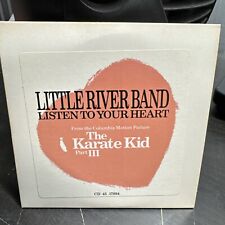 LITTLE RIVER BAND
LISTEN TO YOUR HEART
From the Columbia Motion Picture
The
Karate Kid
Part III
CD 45 17994